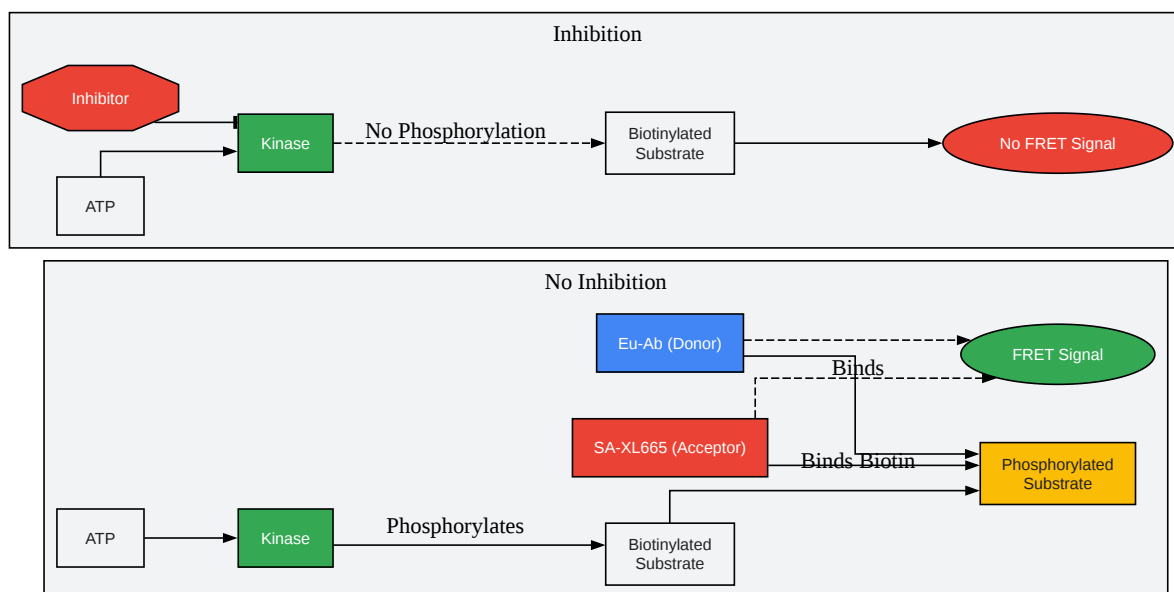 Inhibition
Inhibitor
Kinase
No Phosphorylation
Biotinylated
Substrate
No FRET Signal
ATP
No Inhibition
Eu-Ab (Donor)
FRET Signal
Binds
SA-XL665 (Acceptor)
Binds Biotin
Phosphorylated
Substrate
ATP
Kinase
Phosphorylates
Biotinylated
Substrate